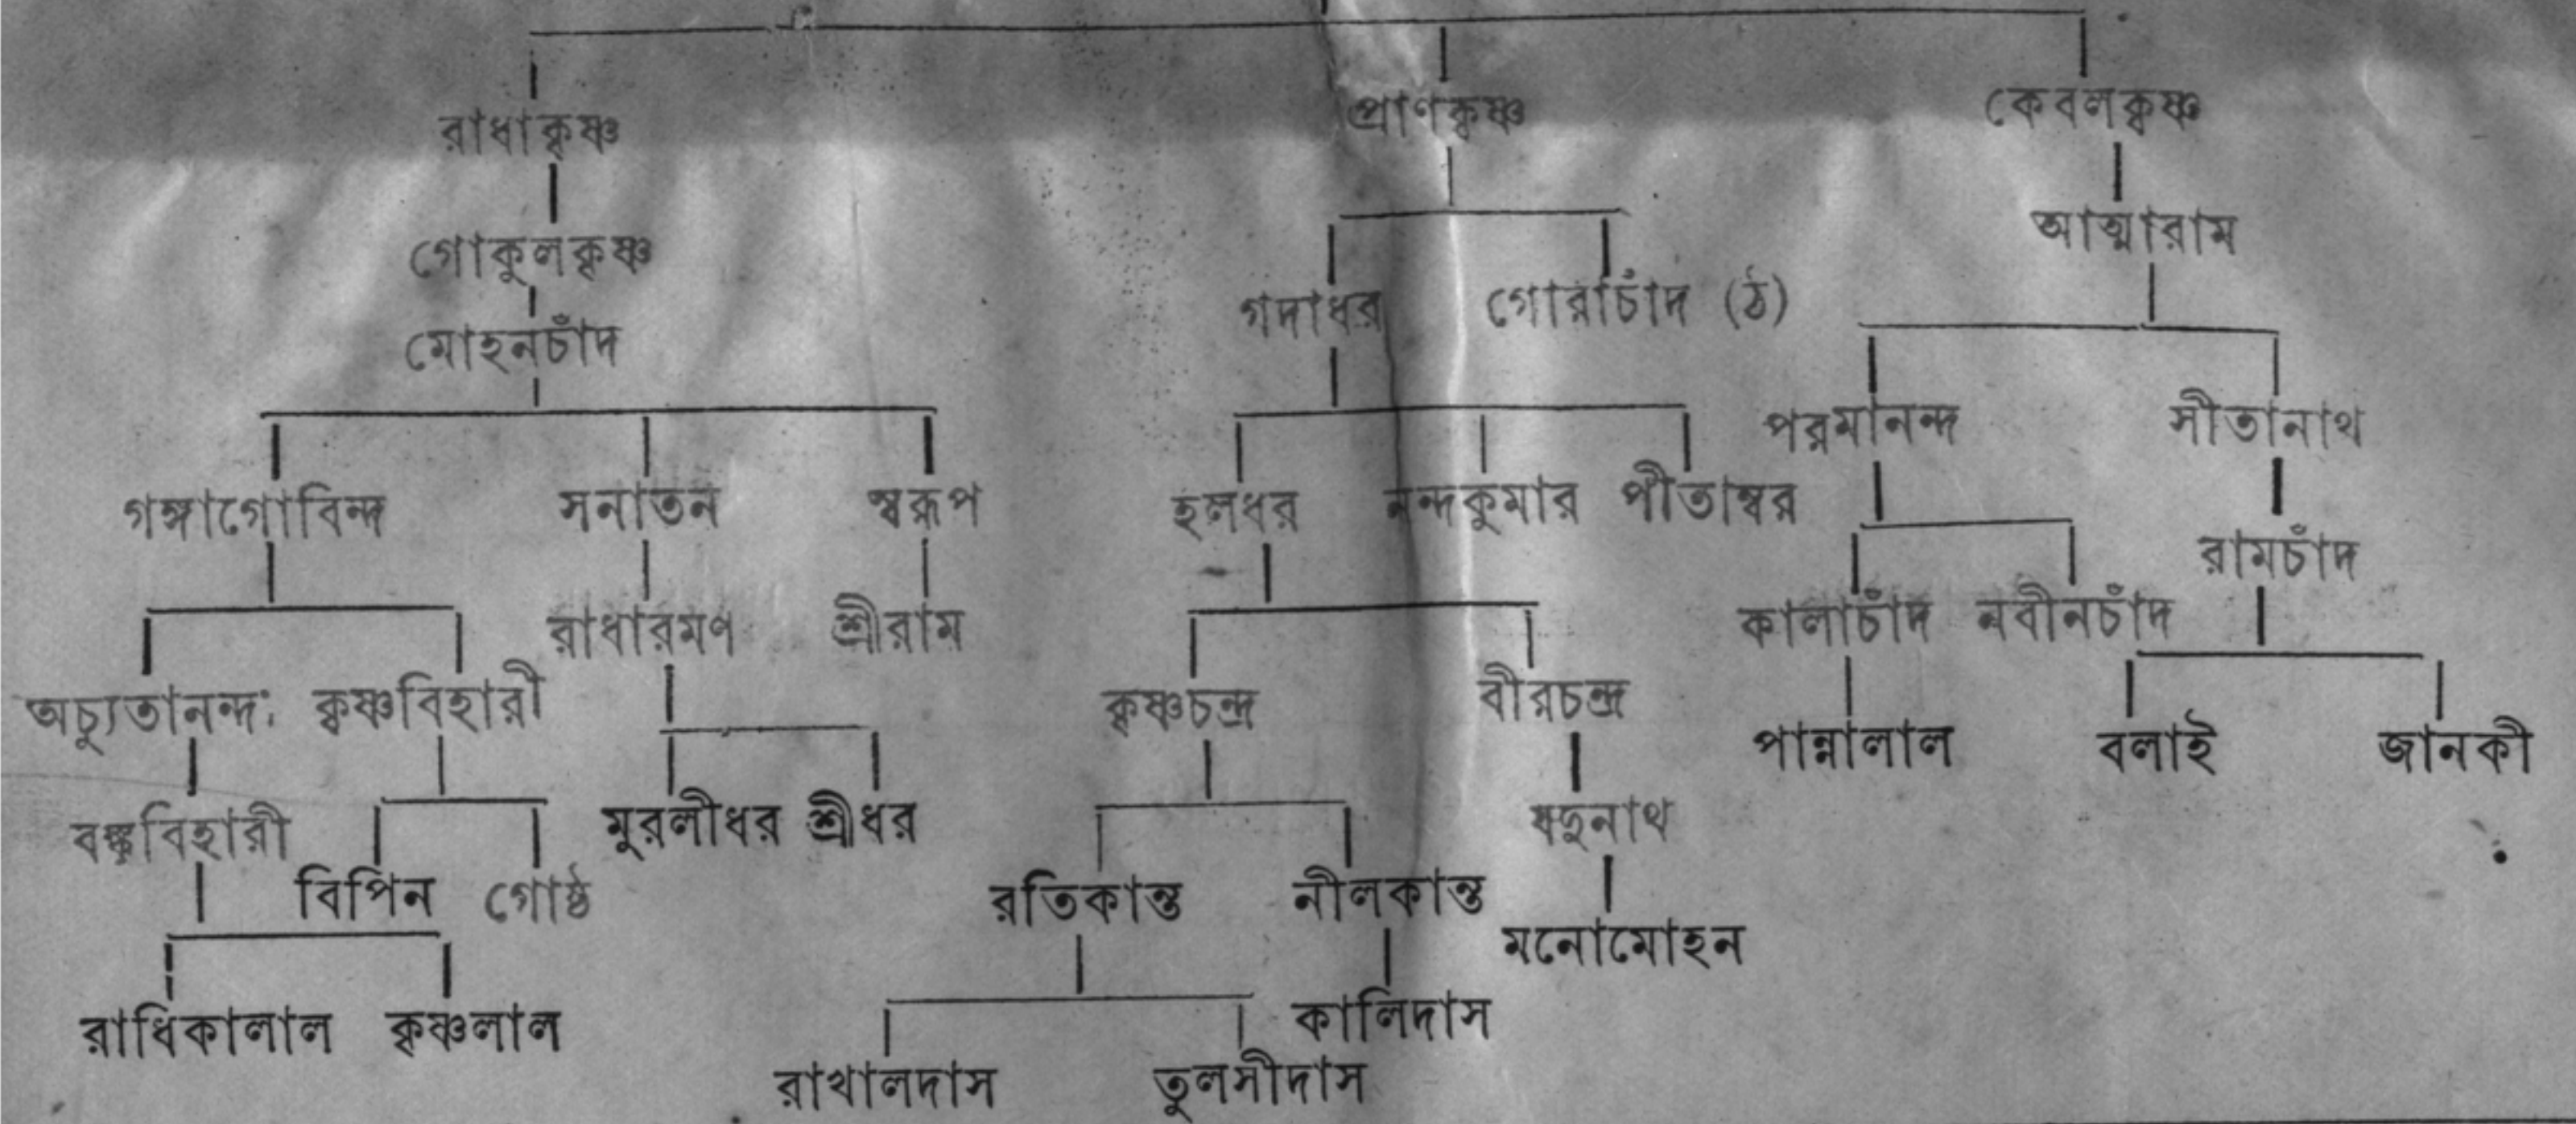 রাধাকৃষ্ণ প্রাণকৃষ্ণ কেবলকৃষ্ণ
গোকুলকৃষ্ণ আত্মারাম
মোহনচাঁদ গদাধর গোরাচাঁদ (ঠ)
পরমানন্দ সীতানাথ
গঙ্গাগোবিন্দ সনাতন স্বরূপ হলধর নন্দকুমার পীতাম্বর
রামচাঁদ
রাধারমণ শ্রীরাম কালাচাঁদ নবীনচাঁদ
অচ্যুতানন্দ কৃষ্ণবিহারী কৃষ্ণচন্দ্র বীরচন্দ্র
পান্নালাল বলাই জানকী
বঙ্কুবিহারী মুরলীধর শ্রীধর যদুনাথ
বিপিন গোষ্ঠ রতিকান্ত নীলকান্ত
মনোমোহন
রাধিকালাল কৃষ্ণলাল কালিদাস
রাখালদাস তুলসীদাস